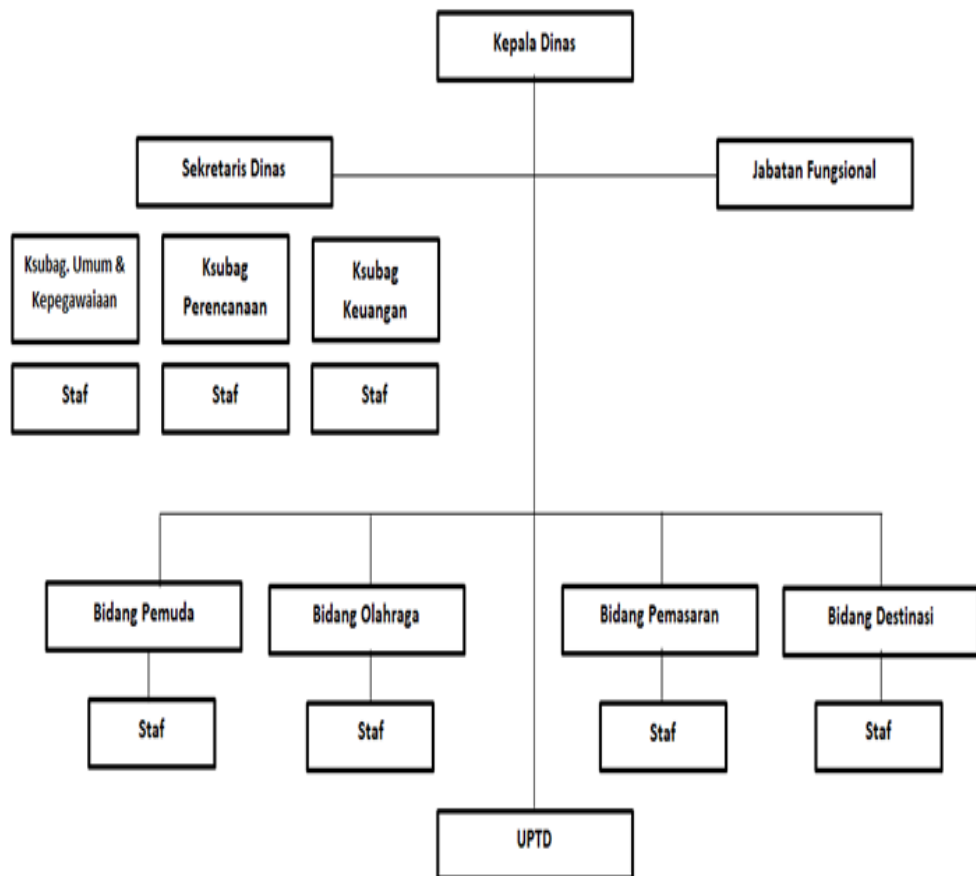 Kepala Dinas
Sekretaris Dinas
Jabatan Fungsional
Ksubag. Umum &
Kepegawaiaan
Ksubag
Perencanaan
Ksubag
Keuangan
Staf
Staf
Staf
Bidang Pemuda
Bidang Olahraga
Bidang Pemasaran
Bidang Destinasi
Staf
Staf
Staf
Staf
UPTD